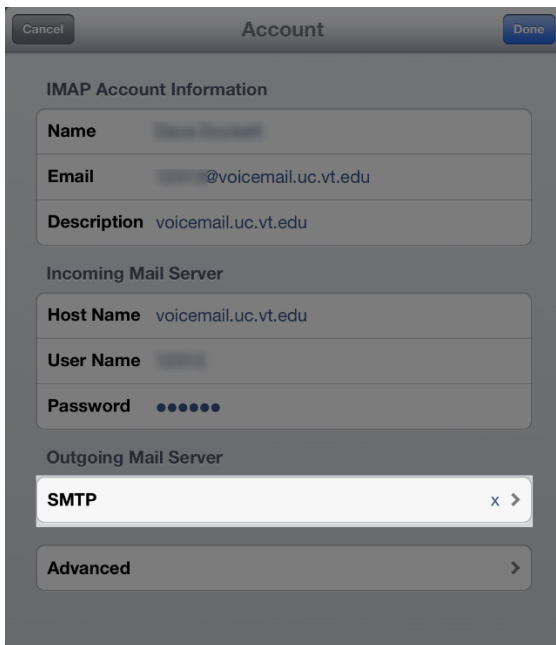 Cancel Account Done
IMAP Account Information
Name
Email @voicemail.uc.vt.edu
Description voicemail.uc.vt.edu
Incoming Mail Server
Host Name voicemail.uc.vt.edu
User Name
Password ●●●●●●
Outgoing Mail Server
SMTP x >
Advanced >